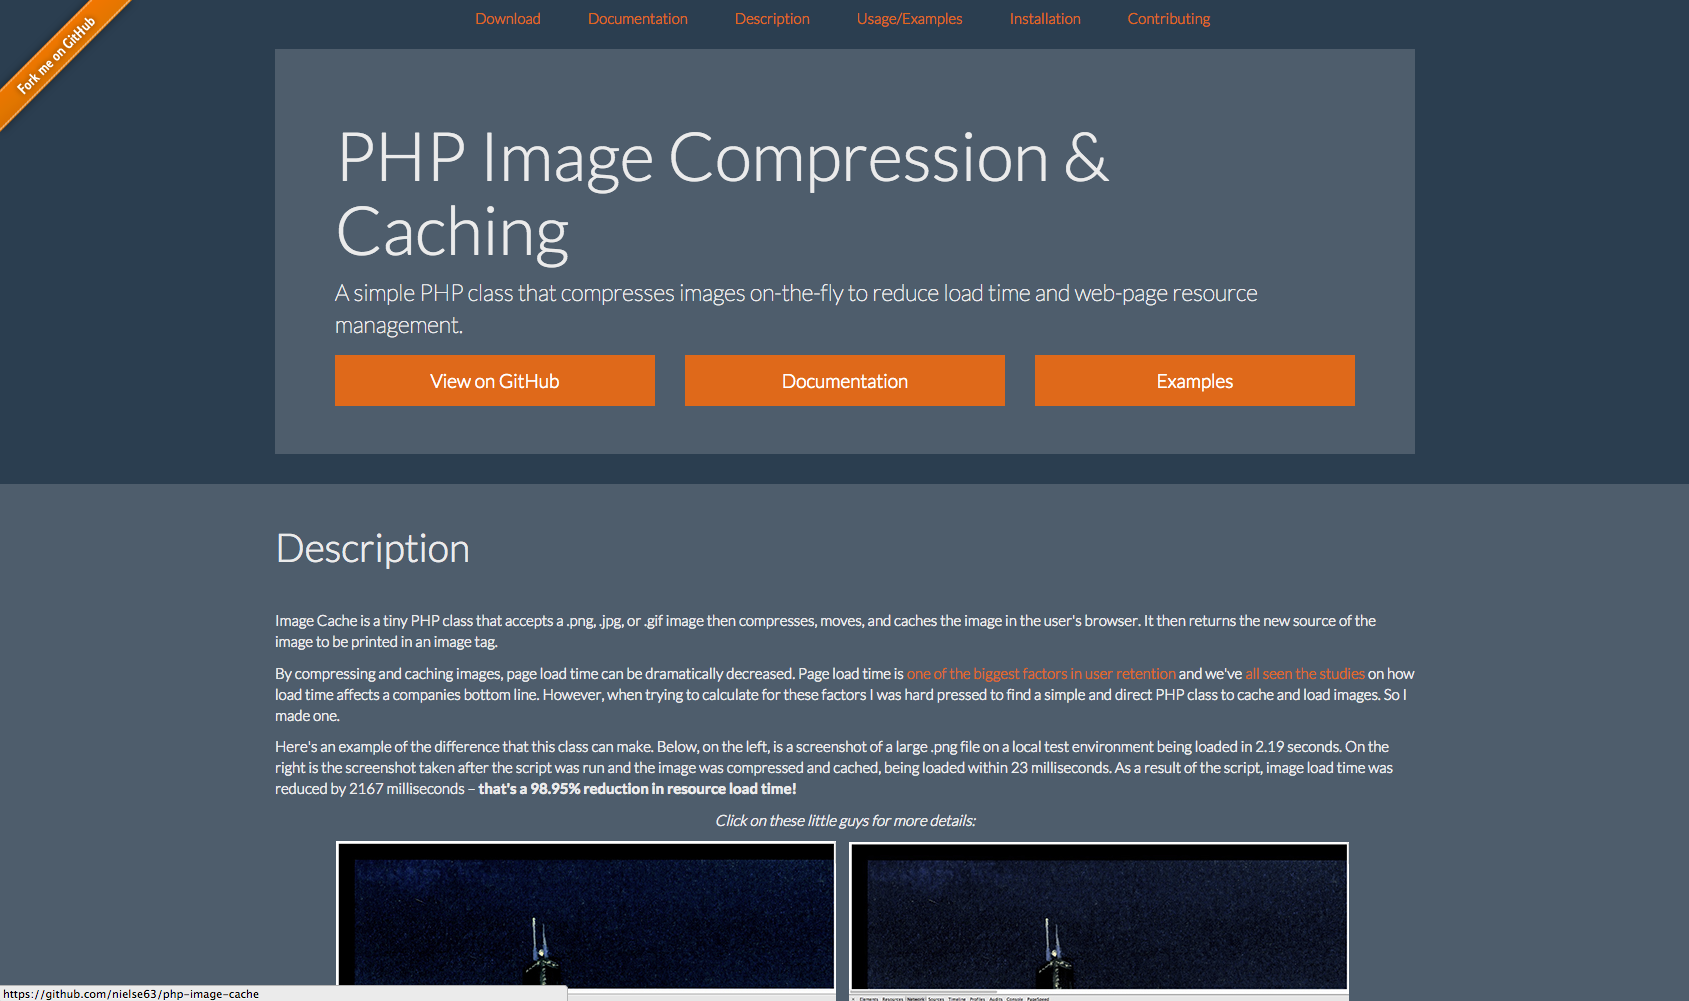 Fork me on GitHub
Download Documentation Description Usage/Examples Installation Contributing
PHP Image Compression &
Caching
A simple PHP class that compresses images on-the-fly to reduce load time and web-page resource
management.
View on GitHub Documentation Examples
Description
Image Cache is a tiny PHP class that accepts a .png, .jpg, or .gif image then compresses, moves, and caches the image in the user's browser. It then returns the new source of the
image to be printed in an image tag.
By compressing and caching images, page load time can be dramatically decreased. Page load time is one of the biggest factors in user retention and we've all seen the studies on how
load time affects a companies bottom line. However, when trying to calculate for these factors I was hard pressed to find a simple and direct PHP class to cache and load images. So I
made one.
Here's an example of the difference that this class can make. Below, on the left, is a screenshot of a large .png file on a local test environment being loaded in 2.19 seconds. On the
right is the screenshot taken after the script was run and the image was compressed and cached, being loaded within 23 milliseconds. As a result of the script, image load time was
reduced by 2167 milliseconds – that's a 98.95% reduction in resource load time!
Click on these little guys for more details:
https://github.com/nielse63/php-image-cache
Elements Resources Network Sources Timeline Profiles Audits Console PageSpeed